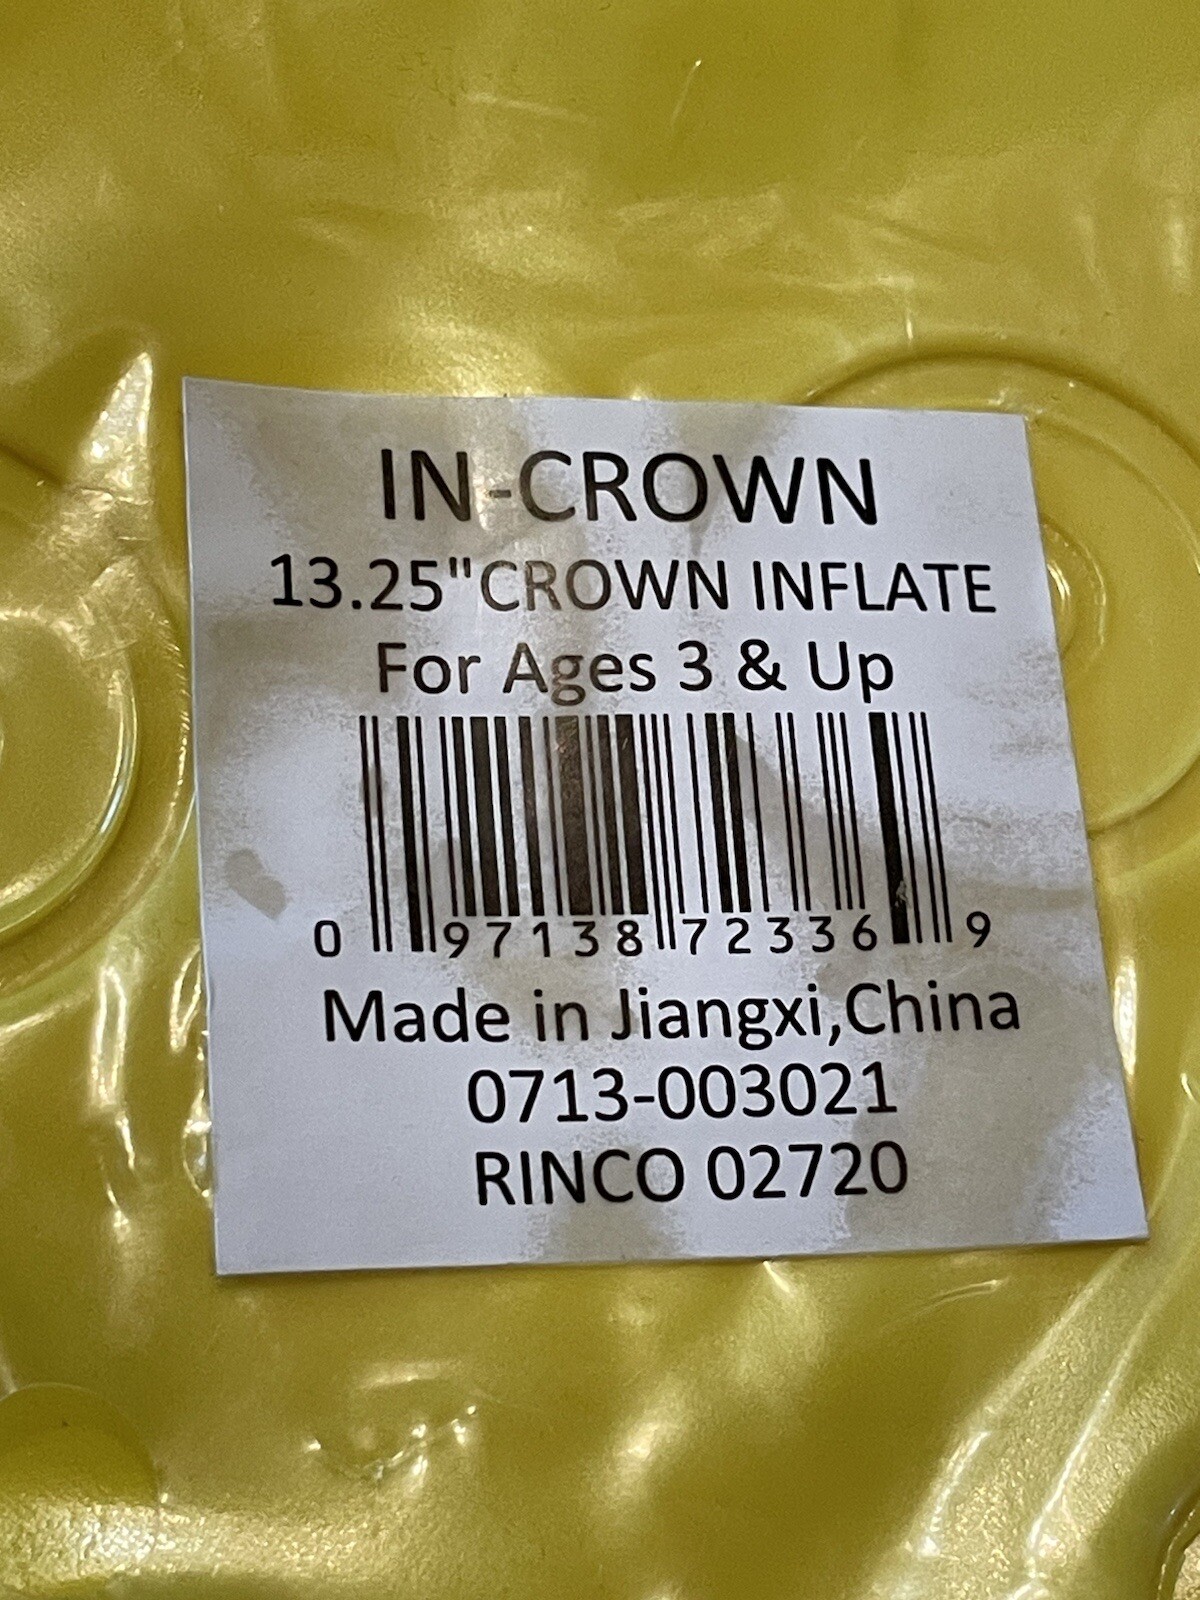 IN-CROWN
13.25"CROWN INFLATE
For Ages 3 & Up
0 97138 72336 9
Made in Jiangxi,China
0713-003021
RINCO 02720